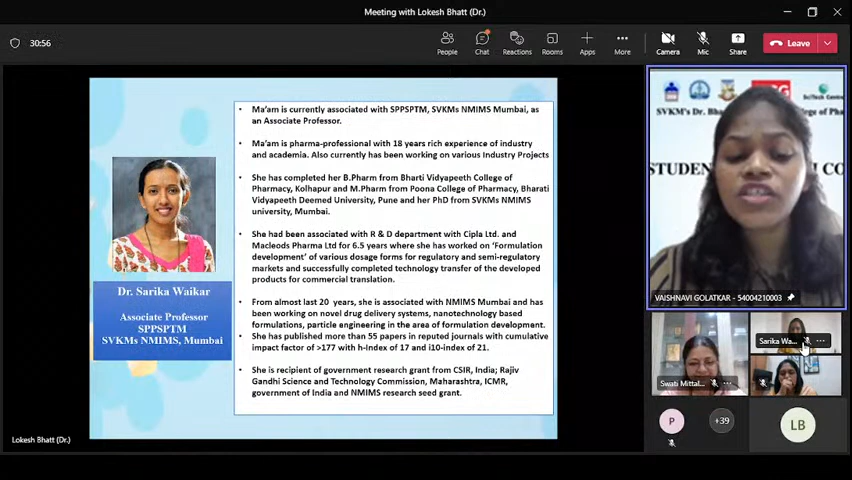 Meeting with Lokesh Bhatt (Dr.)
30:56
People
Chat
Reactions
Rooms
Apps
More
Camera
Mic
Share
Leave
• Ma'am is currently associated with SPPSPTM, SVKMs NMIMS Mumbai, as
an Associate Professor.
• Ma'am is pharma-professional with 18 years rich experience of industry
and academia. Also currently has been working on various Industry Projects
• She has completed her B.Pharm from Bharti Vidyapeeth College of
Pharmacy, Kolhapur and M.Pharm from Poona College of Pharmacy, Bharati
Vidyapeeth Deemed University, Pune and her PhD from SVKMs NMIMS
university, Mumbai.
• She had been associated with R & D department with Cipla Ltd. and
Macleods Pharma Ltd for 6.5 years where she has worked on 'Formulation
development' of various dosage forms for regulatory and semi-regulatory
markets and successfully completed technology transfer of the developed
products for commercial translation.
• From almost last 20 years, she is associated with NMIMS Mumbai and has
been working on novel drug delivery systems, nanotechnology based
formulations, particle engineering in the area of formulation development.
• She has published more than 55 papers in reputed journals with cumulative
impact factor of >177 with h-Index of 17 and i10-index of 21.
• She is recipient of government research grant from CSIR, India; Rajiv
Gandhi Science and Technology Commission, Maharashtra, ICMR,
government of India and NMIMS research seed grant.
Dr. Sarika Waikar
Associate Professor
SPPSPTM
SVKMs NMIMS, Mumbai
Lokesh Bhatt (Dr.)
SVKM'S Dr. Bh
of Pha
STUDEN
CO
VAISHNAVI GOLATKAR - 54004210003
Swati Mittal...
Sarika Wa...
P
+39
LB